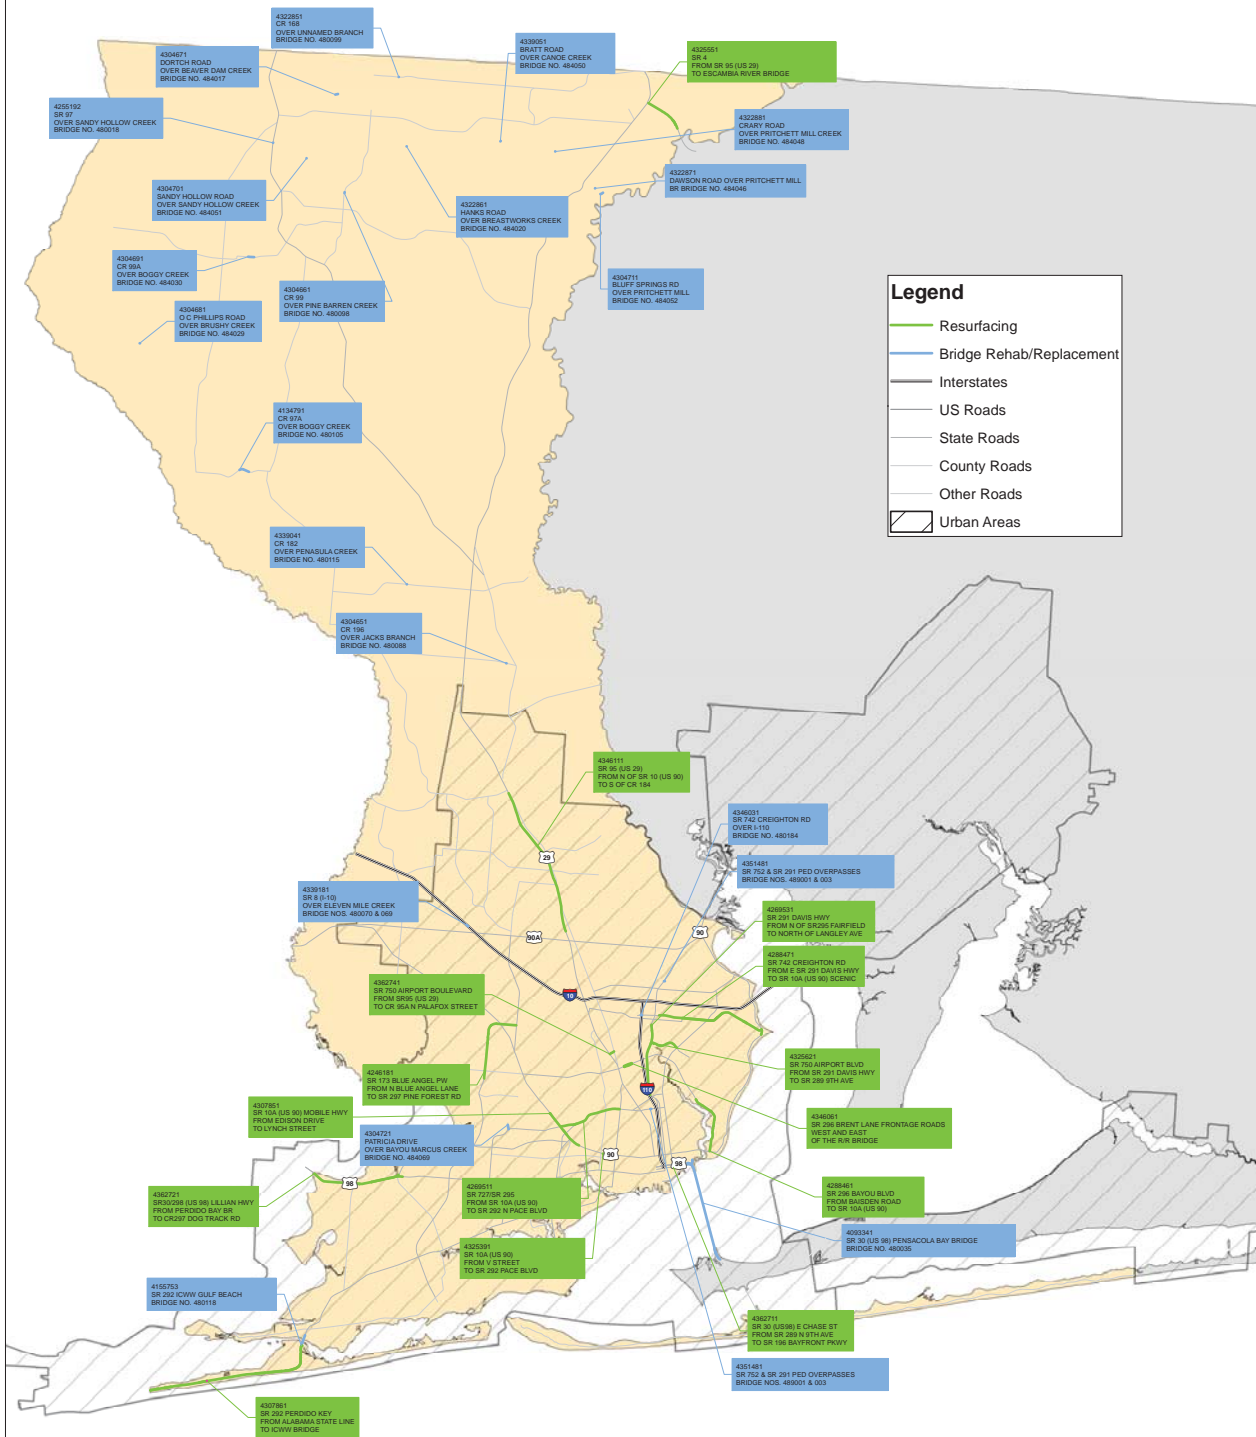 4322851
CR 168
OVER UNNAMED BRANCH
BRIDGE NO. 480099
4339051
BRATT ROAD
OVER CANOE CREEK
BRIDGE NO. 484050
4325551
SR 4
FROM SR 95 (US 29)
TO ESCAMBIA RIVER BRIDGE
4304671
DORTCH ROAD
OVER BEAVER DAM CREEK
BRIDGE NO. 484017
4255192
SR 97
OVER SANDY HOLLOW CREEK
BRIDGE NO. 480018
4322881
CRARY ROAD
OVER PRITCHETT MILL CREEK
BRIDGE NO. 484048
4322871
DAWSON ROAD OVER PRITCHETT MILL
BR BRIDGE NO. 484046
4304701
SANDY HOLLOW ROAD
OVER SANDY HOLLOW CREEK
BRIDGE NO. 484051
4322861
HANKS ROAD
OVER BREASTWORKS CREEK
BRIDGE NO. 484020
4304691
CR 99A
OVER BOGGY CREEK
BRIDGE NO. 484030
4304661
CR 99
OVER PINE BARREN CREEK
BRIDGE NO. 480098
4304711
BLUFF SPRINGS RD
OVER PRITCHETT MILL
BRIDGE NO. 484052
4304681
O C PHILLIPS ROAD
OVER BRUSHY CREEK
BRIDGE NO. 484029
Legend
Resurfacing
Bridge Rehab/Replacement
Interstates
US Roads
State Roads
County Roads
Other Roads
Urban Areas
4134791
CR 97A
OVER BOGGY CREEK
BRIDGE NO. 480105
4339041
CR 182
OVER PENASULA CREEK
BRIDGE NO. 480115
4304651
CR 196
OVER JACKS BRANCH
BRIDGE NO. 480088
4346111
SR 95 (US 29)
FROM N OF SR 10 (US 90)
TO S OF CR 184
4346031
SR 742 CREIGHTON RD
OVER I-110
BRIDGE NO. 480184
29
4351481
SR 752 & SR 291 PED OVERPASSES
BRIDGE NOS. 489001 & 003
4339181
SR 8 (I-10)
OVER ELEVEN MILE CREEK
BRIDGE NOS. 480070 & 069
4269531
SR 291 DAVIS HWY
FROM N OF SR295 FAIRFIELD
TO NORTH OF LANGLEY AVE
90A
90
4288471
SR 742 CREIGHTON RD
FROM E SR 291 DAVIS HWY
TO SR 10A (US 90) SCENIC
4362741
SR 750 AIRPORT BOULEVARD
FROM SR95 (US 29)
TO CR 95A N PALAFOX STREET
10
4325621
SR 750 AIRPORT BLVD
FROM SR 291 DAVIS HWY
TO SR 289 9TH AVE
4246181
SR 173 BLUE ANGEL PW
FROM N BLUE ANGEL LANE
TO SR 297 PINE FOREST RD
110
4307851
SR 10A (US 90) MOBILE HWY
FROM EDISON DRIVE
TO LYNCH STREET
4346061
SR 296 BRENT LANE FRONTAGE ROADS
WEST AND EAST
OF THE R/R BRIDGE
4304721
PATRICIA DRIVE
OVER BAYOU MARCUS CREEK
BRIDGE NO. 484069
90
98
98
4362721
SR30/298 (US 98) LILLIAN HWY
FROM PERDIDO BAY BR
TO CR297 DOG TRACK RD
4269511
SR 727/SR 295
FROM SR 10A (US 90)
TO SR 292 N PACE BLVD
4288461
SR 296 BAYOU BLVD
FROM BAISDEN ROAD
TO SR 10A (US 90)
4093341
SR 30 (US 98) PENSACOLA BAY BRIDGE
BRIDGE NO. 480035
4325391
SR 10A (US 90)
FROM V STREET
TO SR 292 PACE BLVD
4155753
SR 292 ICWW GULF BEACH
BRIDGE NO. 480118
4362711
SR 30 (US98) E CHASE ST
FROM SR 289 N 9TH AVE
TO SR 196 BAYFRONT PKWY
4351481
SR 752 & SR 291 PED OVERPASSES
BRIDGE NOS. 489001 & 003
4307861
SR 292 PERDIDO KEY
FROM ALABAMA STATE LINE
TO ICWW BRIDGE